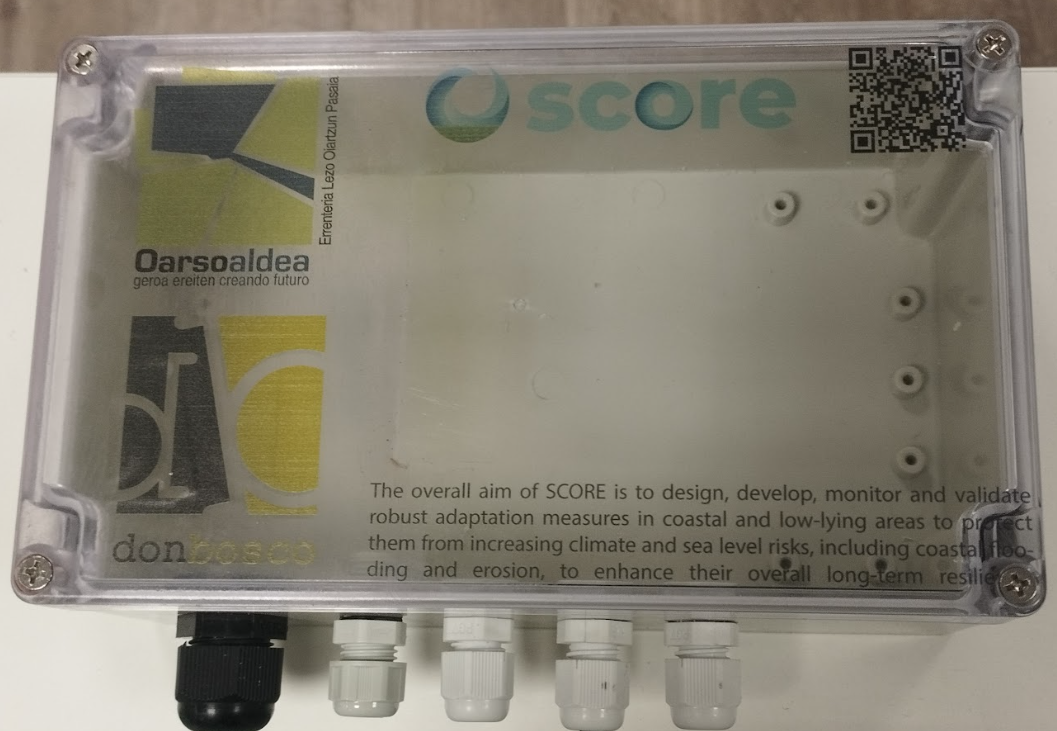 score
Errenteria Lezo Oiartzun Pasaia
Oarsoaldea
geroa ereiten creando futuro
donbosco
The overall aim of SCORE is to design, develop, monitor and validate
robust adaptation measures in coastal and low-lying areas to protect
them from increasing climate and sea level risks, including coastal floo-
ding and erosion, to enhance their overall long-term